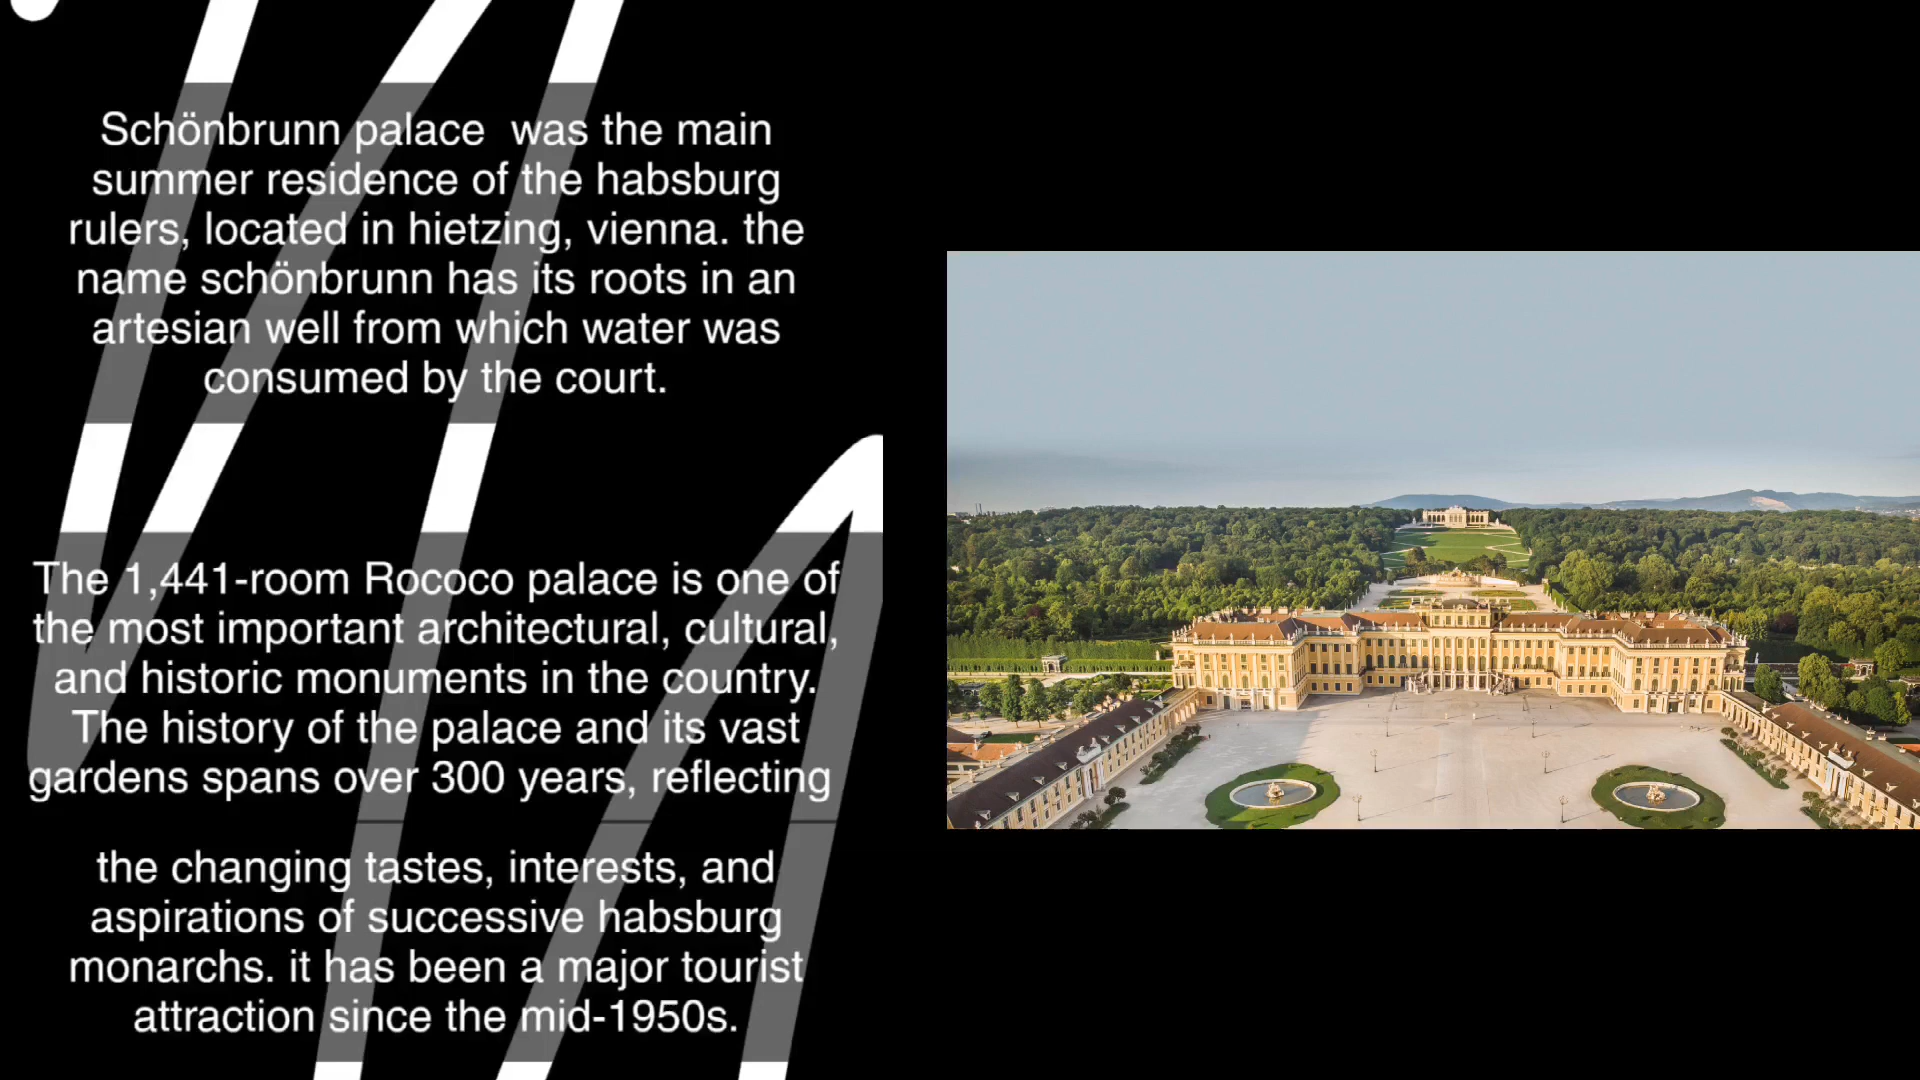 Schönbrunn palace  was the main
summer residence of the habsburg
rulers, located in hietzing, vienna. the
name schönbrunn has its roots in an
artesian well from which water was
consumed by the court.
The 1,441-room Rococo palace is one of
the most important architectural, cultural,
and historic monuments in the country.
The history of the palace and its vast
gardens spans over 300 years, reflecting
the changing tastes, interests, and
aspirations of successive habsburg
monarchs. it has been a major tourist
attraction since the mid-1950s.